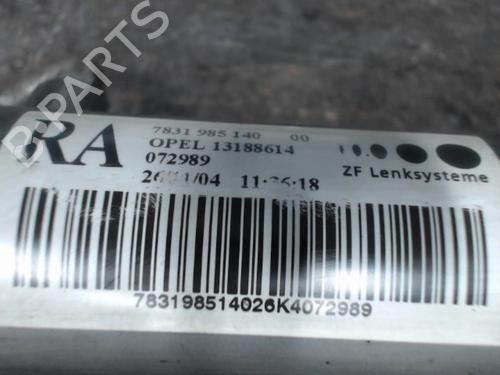 B-PARTS
RA
7831 985 140 00
OPEL 13188614
072989
11:36:18
ZF Lenksysteme
783198514026K4072989